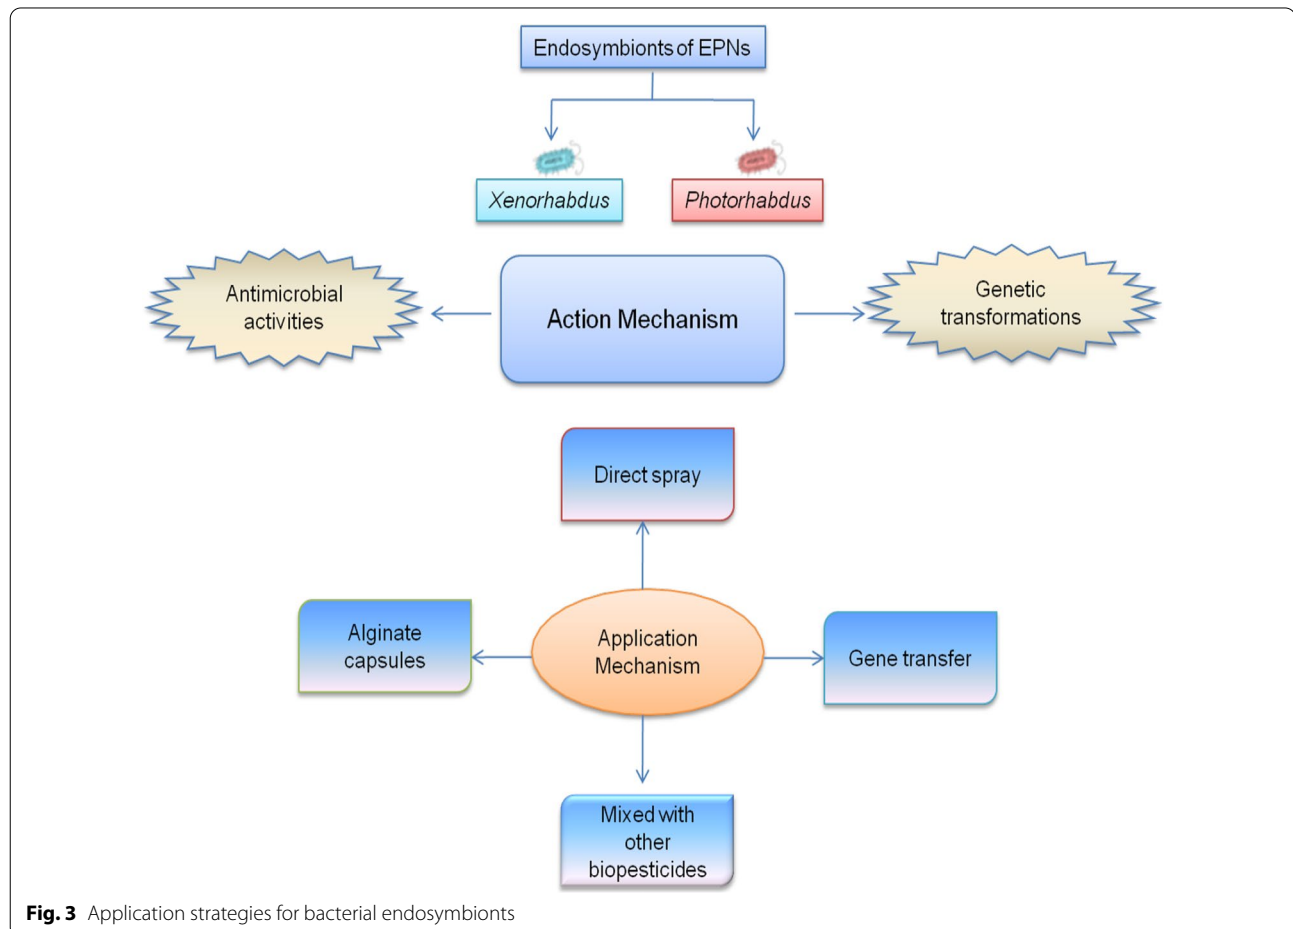 Endosymbionts of EPNs
Xenorhabdus
Photorhabdus
Antimicrobial
activities
Action Mechanism
Genetic
transformations
Direct spray
Alginate
capsules
Application
Mechanism
Gene transfer
Mixed with
other
biopesticides
Fig. 3 Application strategies for bacterial endosymbionts